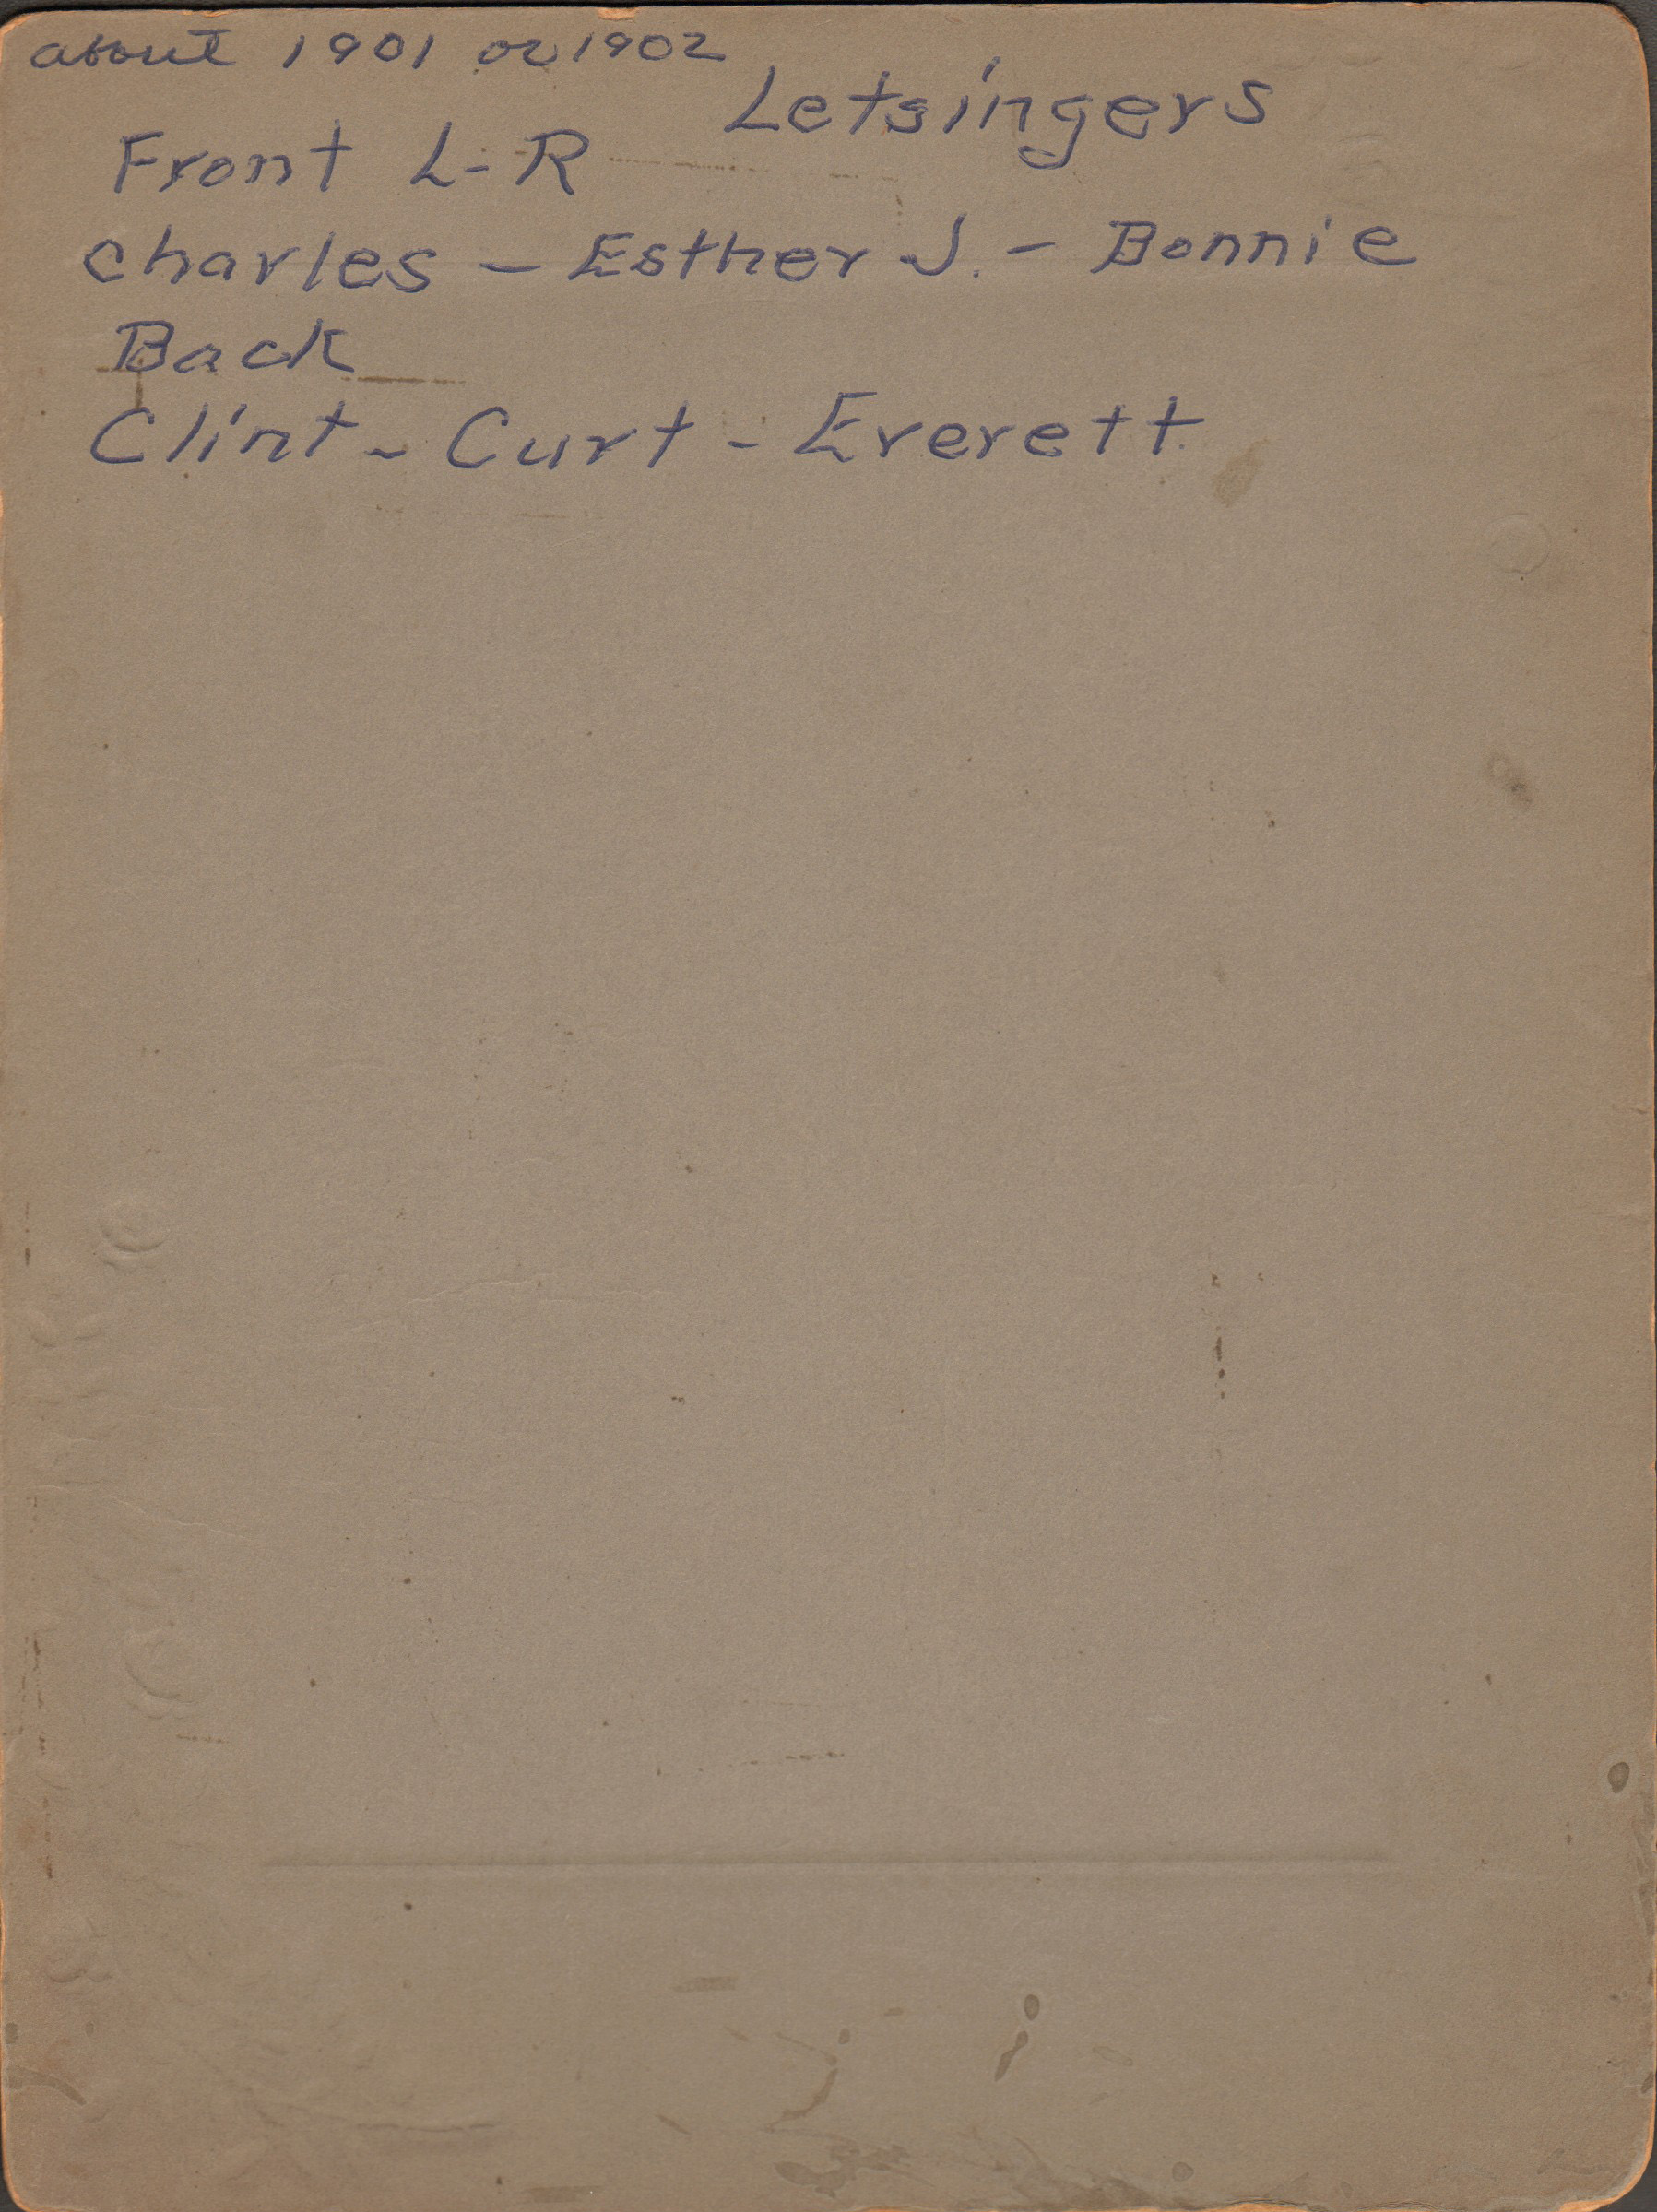 about 1901 or 1902
Letsingers
Front L-R
Charles - Esther J. - Bonnie
Back
Clint - Curt - Everett